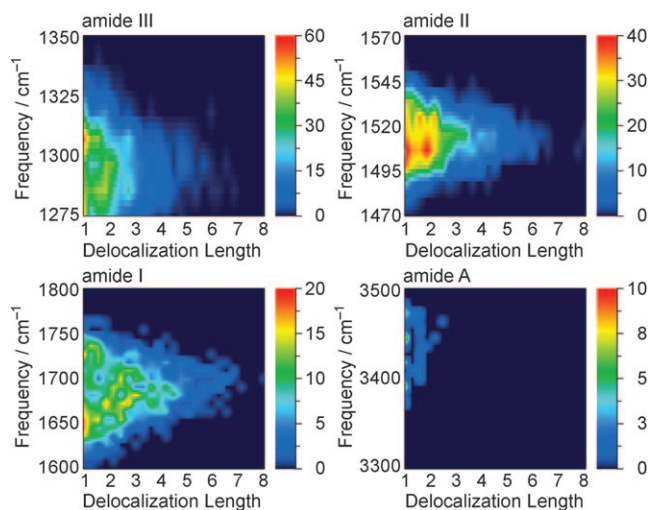 amide III
Frequency / cm⁻¹
1350
1325
1300
1275
1 2 3 4 5 6 7 8
Delocalization Length
60
45
30
15
0
amide II
Frequency / cm⁻¹
1570
1545
1520
1495
1470
1 2 3 4 5 6 7 8
Delocalization Length
40
30
20
10
0
amide I
Frequency / cm⁻¹
1800
1750
1700
1650
1600
1 2 3 4 5 6 7 8
Delocalization Length
20
15
10
5
0
amide A
Frequency / cm⁻¹
3500
3400
3300
1 2 3 4 5 6 7 8
Delocalization Length
10
8
5
3
0